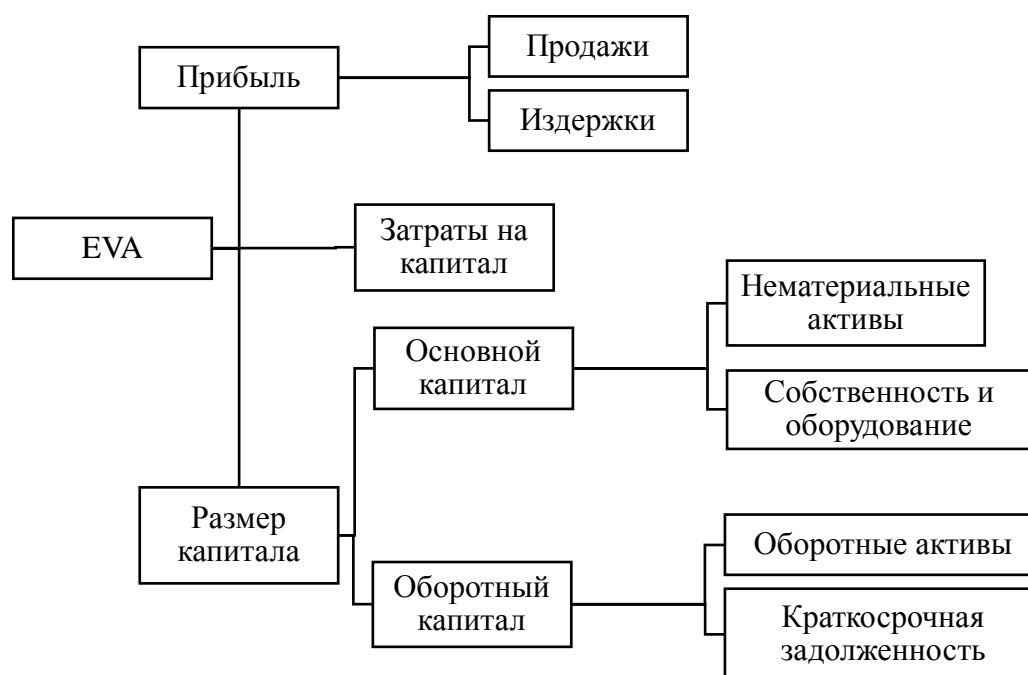 Прибыль
Продажи
Издержки
EVA
Затраты на
капитал
Нематериальные
активы
Основной
капитал
Собственность и
оборудование
Размер
капитала
Оборотные активы
Оборотный
капитал
Краткосрочная
задолженность